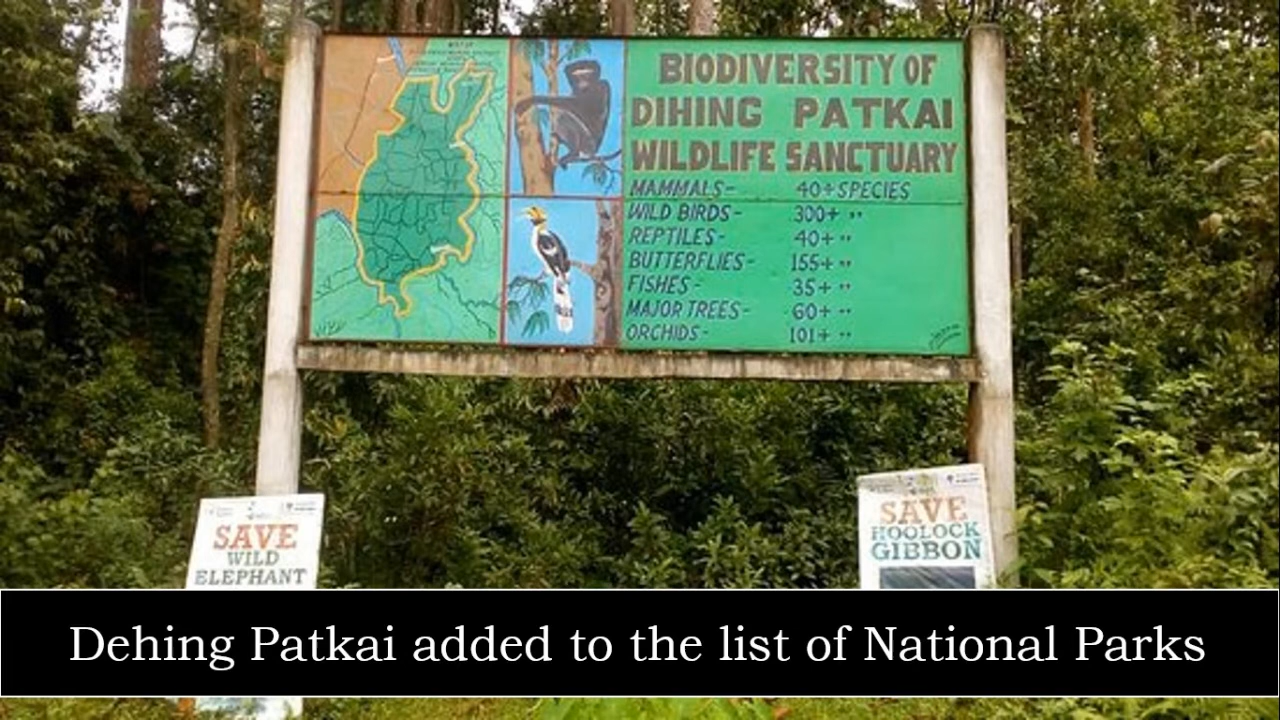 BIODIVERSITY OF
DIHING PATKAI
WILDLIFE SANCTUARY
MAMMALS- 40+ SPECIES
WILD BIRDS- 300+ "
REPTILES- 40+ "
BUTTERFLIES- 155+ "
FISHES- 35+ "
MAJOR TREES- 60+ "
ORCHIDS- 101+ "
SAVE
WILD
ELEPHANT
SAVE
HOOLOCK
GIBBON
Dehing Patkai added to the list of National Parks